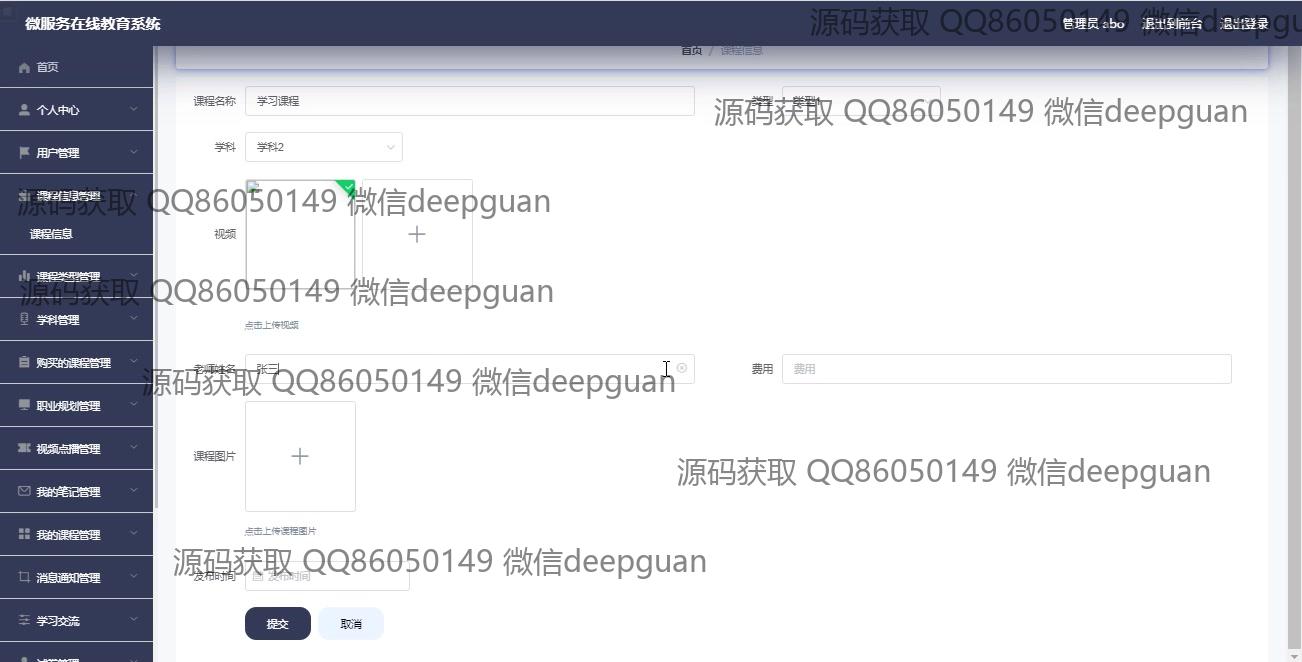 微服务在线教育系统
管理员 abo
退出到前台
退出登录
源码获取 QQ86050149 微信deepgu
首页 / 课程信息
首页
个人中心
用户管理
课程信息管理
课程信息
课程类型管理
学科管理
购买的课程管理
职业规划管理
视频点播管理
我的笔记管理
我的课程管理
消息通知管理
学习交流
试卷管理
课程名称 学习课程
类型 类型1
源码获取 QQ86050149 微信deepguan
学科 学科2
源码获取 QQ86050149 微信deepguan
视频
源码获取 QQ86050149 微信deepguan
点击上传视频
老师姓名 张三
费用 费用
源码获取 QQ86050149 微信deepguan
课程图片
源码获取 QQ86050149 微信deepguan
点击上传课程图片
源码获取 QQ86050149 微信deepguan
发布时间 发布时间
提交
取消